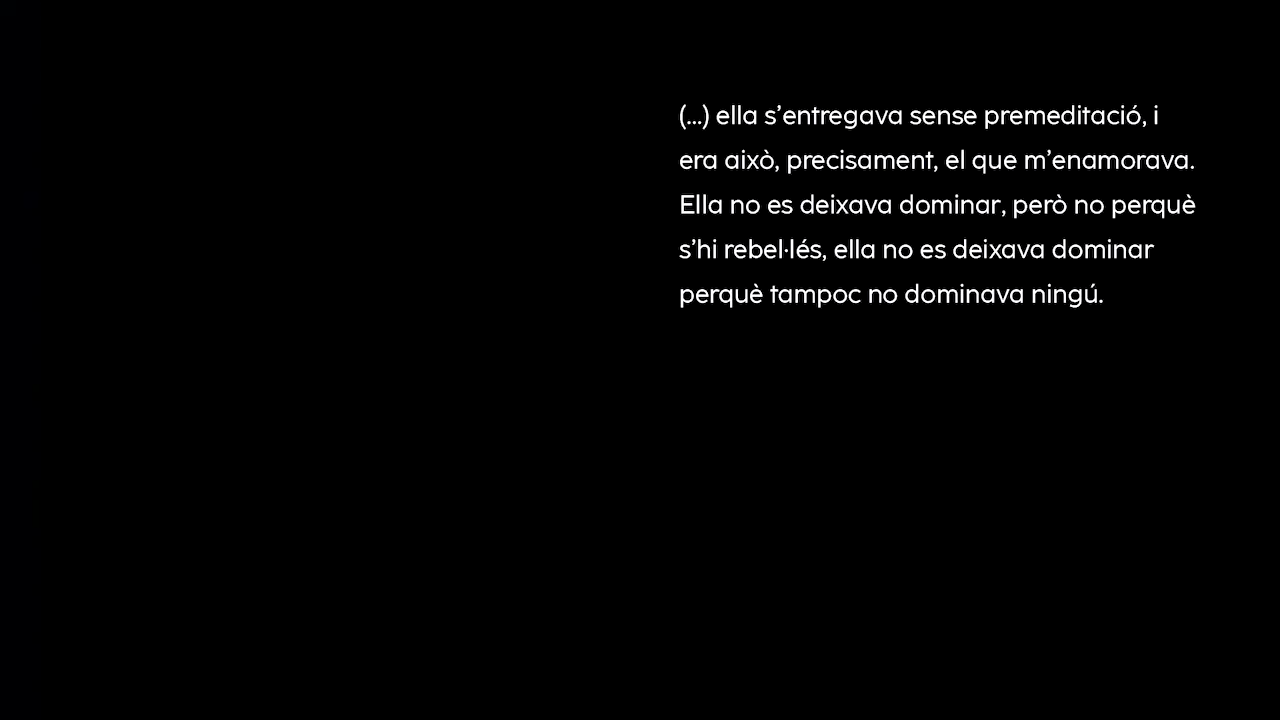 (...) ella s’entregava sense premeditació, i
era això, precisament, el que m’enamorava.
Ella no es deixava dominar, però no perquè
s’hi rebel·lés, ella no es deixava dominar
perquè tampoc no dominava ningú.